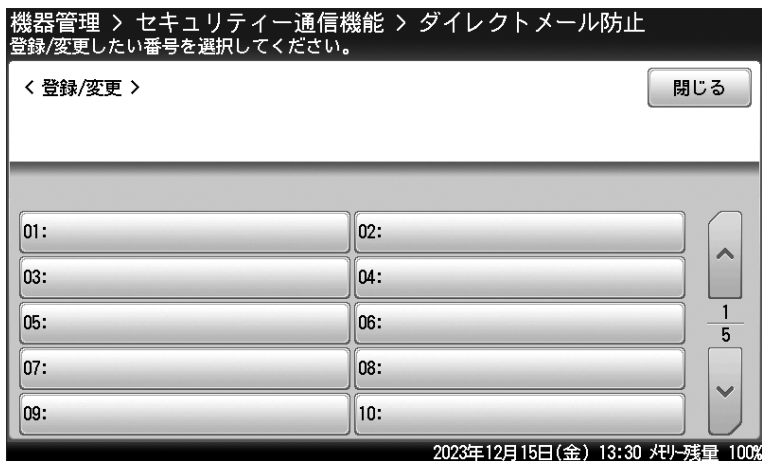 機器管理 > セキュリティー通信機能 > ダイレクトメール防止
登録/変更したい番号を選択してください。
< 登録/変更 >
閉じる
01:
02:
03:
04:
05:
06:
07:
08:
09:
10:
1
5
2023年12月15日(金) 13:30 ﾒﾓﾘｰ残量 100%